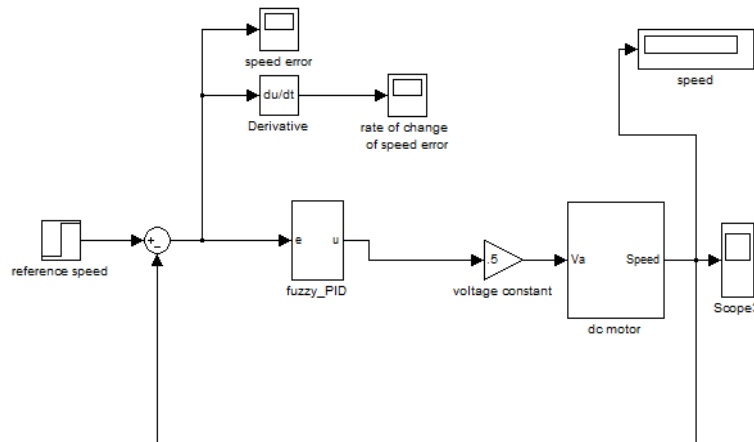 speed error
speed
du/dt
Derivative
rate of change
of speed error
reference speed
+
-
e
u
fuzzy_PID
.5
voltage constant
Va
Speed
dc motor
Scope3